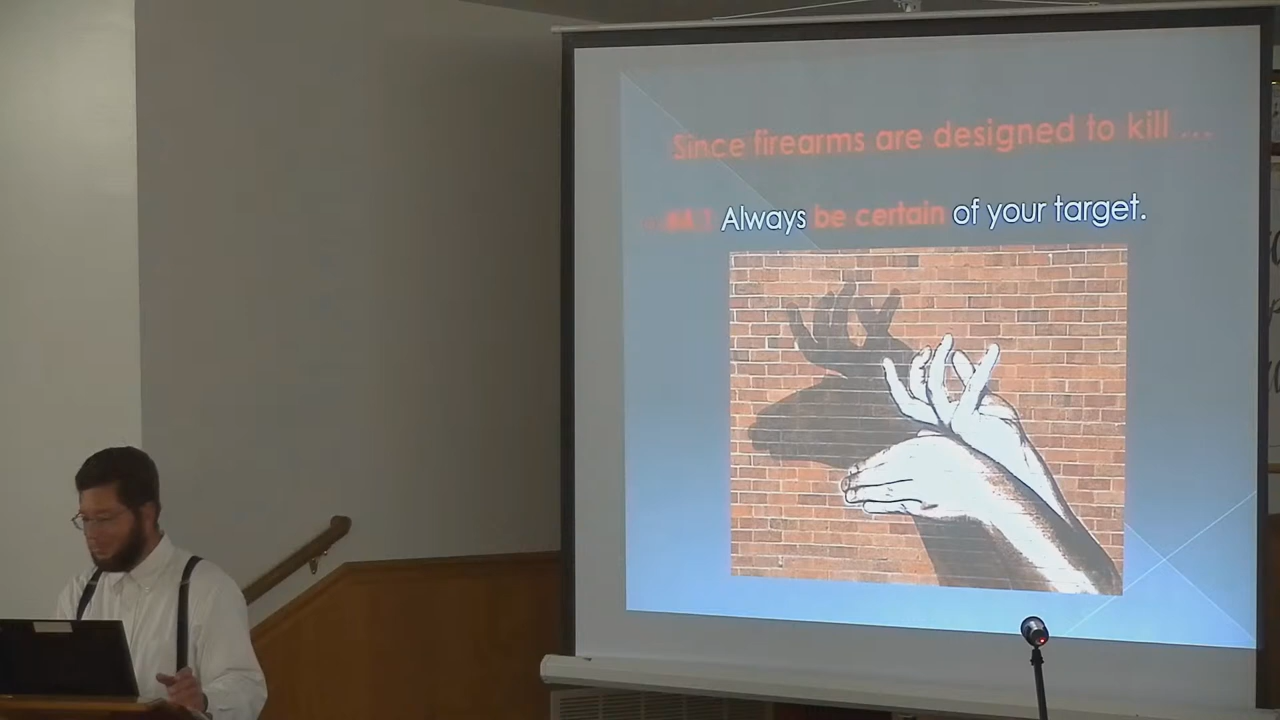 Since firearms are designed to kill ...
Always be certain of your target.